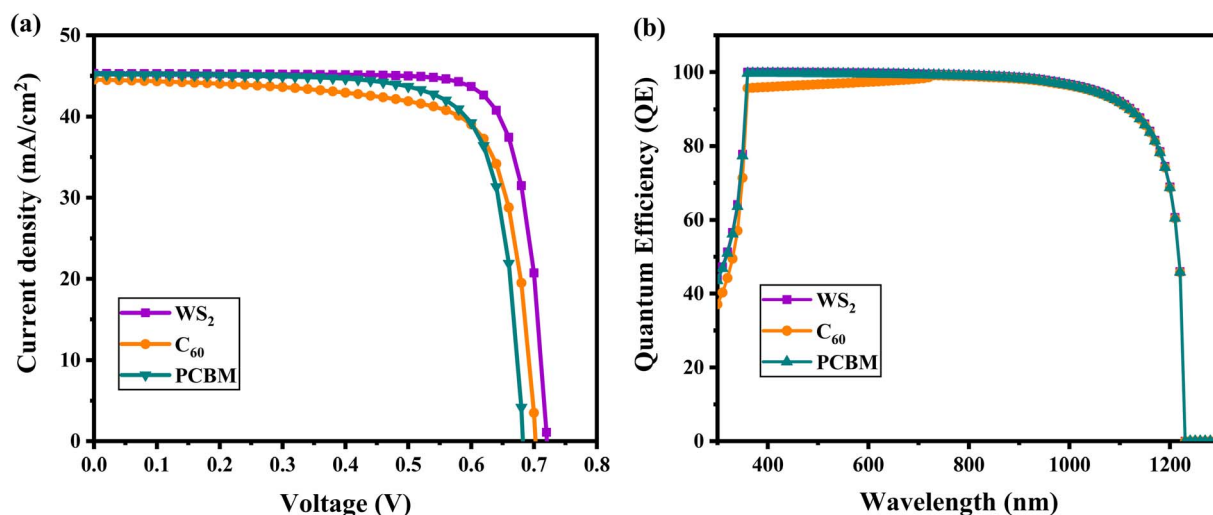 (a)
Current density (mA/cm²)
50
40
30
20
10
0
WS₂
C₆₀
PCBM
0.0 0.1 0.2 0.3 0.4 0.5 0.6 0.7 0.8
Voltage (V)
(b)
Quantum Efficiency (QE)
100
80
60
40
20
0
WS₂
C₆₀
PCBM
400 600 800 1000 1200
Wavelength (nm)